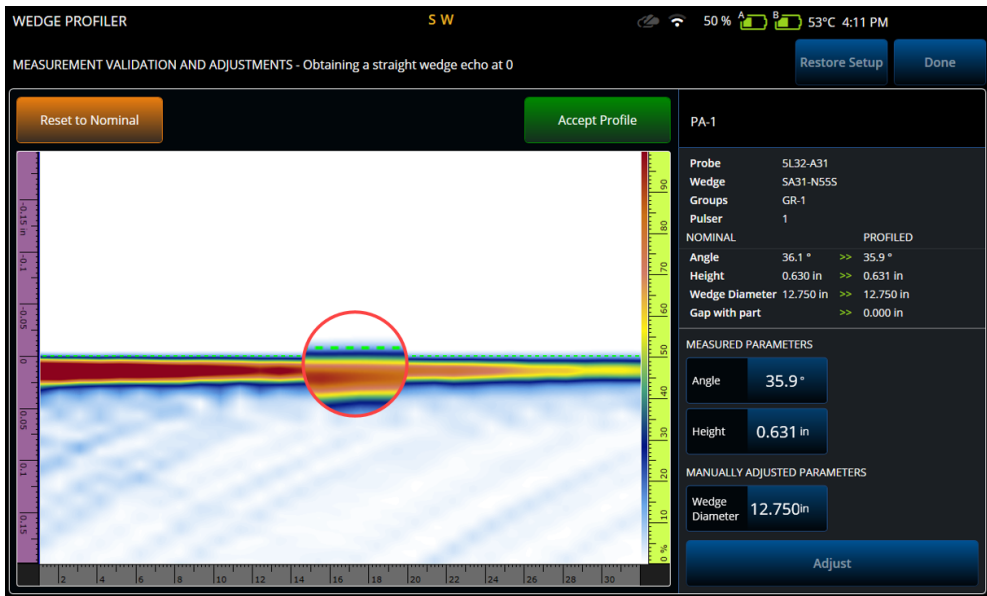 WEDGE PROFILER S W 50 % A B 53°C 4:11 PM
MEASUREMENT VALIDATION AND ADJUSTMENTS - Obtaining a straight wedge echo at 0
Restore Setup Done
Reset to Nominal Accept Profile
PA-1
Probe 5L32-A31
Wedge SA31-N55S
Groups GR-1
Pulser 1
NOMINAL PROFILED
Angle 36.1 ° >> 35.9 °
Height 0.630 in >> 0.631 in
Wedge Diameter 12.750 in >> 12.750 in
Gap with part >> 0.000 in
MEASURED PARAMETERS
Angle 35.9 °
Height 0.631 in
MANUALLY ADJUSTED PARAMETERS
Wedge Diameter 12.750in
Adjust
-0.15 in
-0.1
-0.05
0
0.05
0.1
0.15
90
80
70
60
50
40
30
20
10
0 %
2 4 6 8 10 12 14 16 18 20 22 24 26 28 30